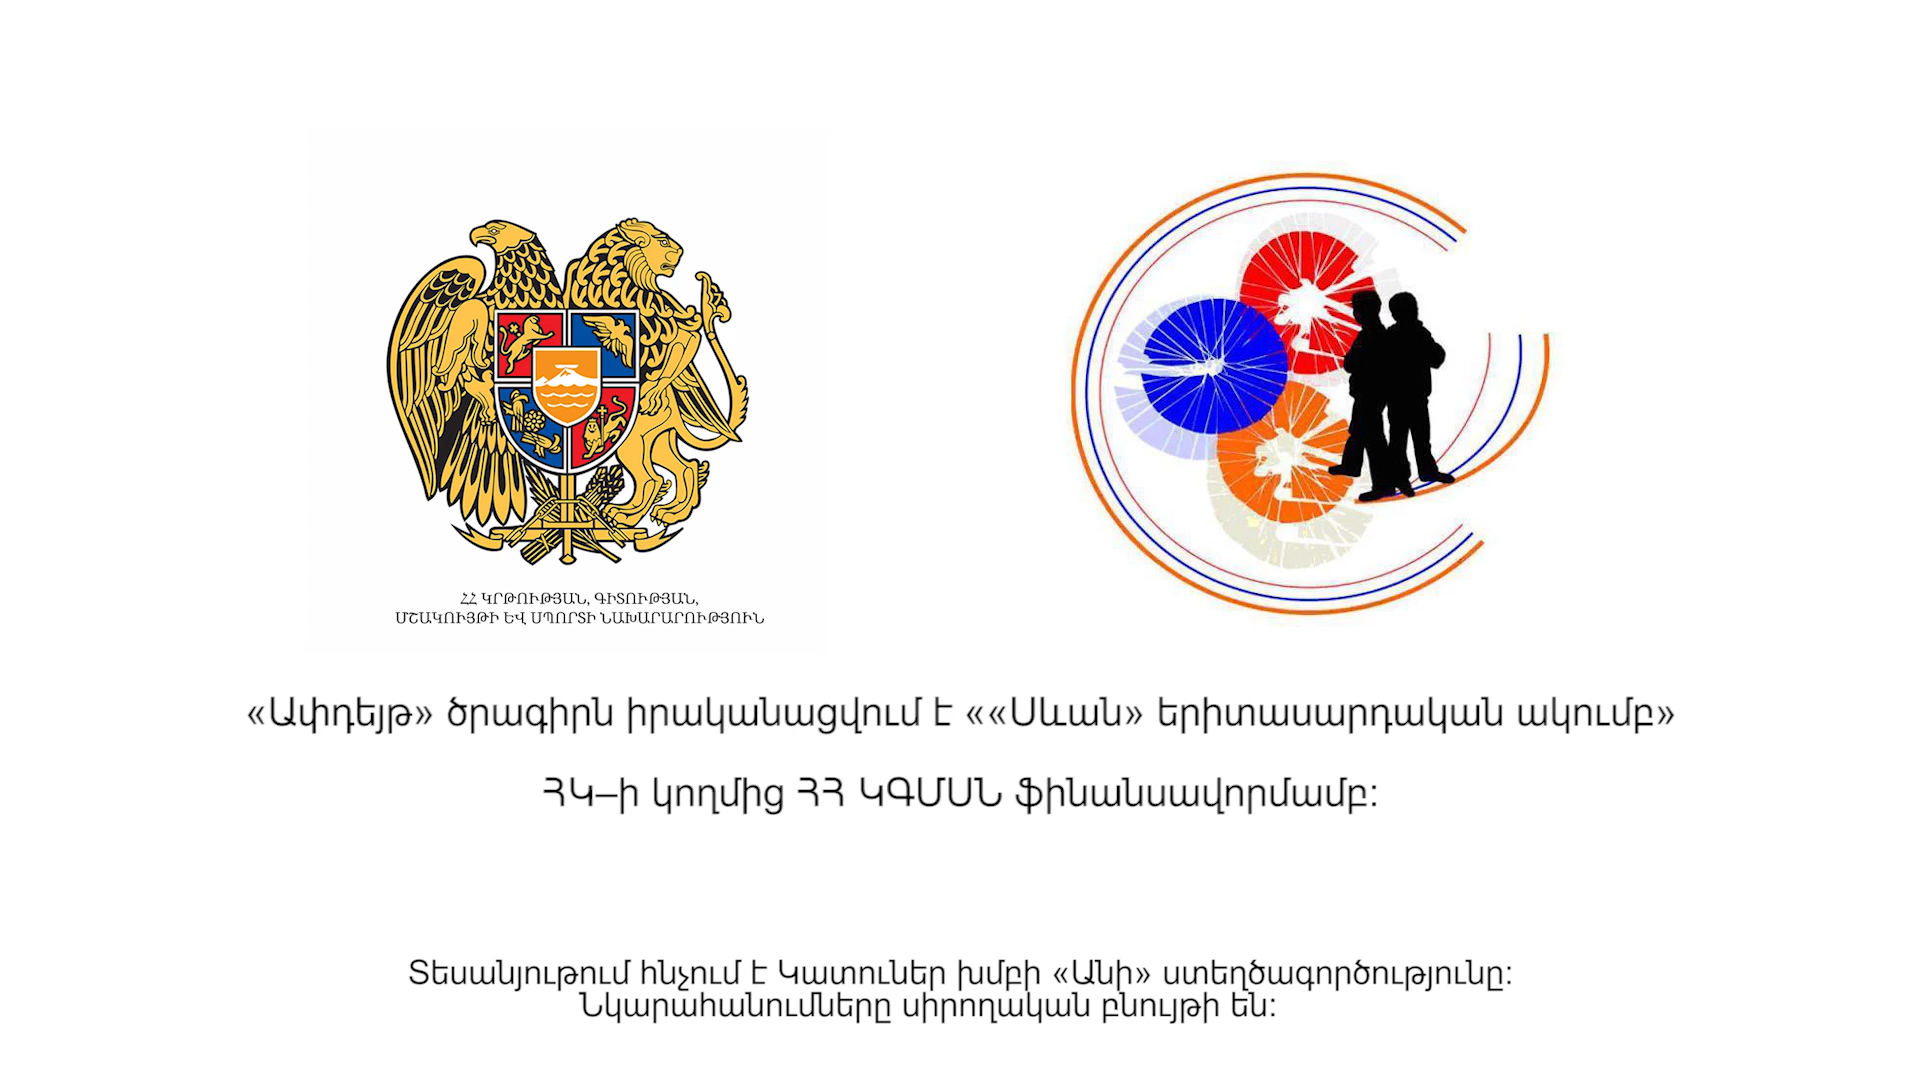 ՀՀ ԿՐԹՈՒԹՅԱՆ, ԳԻՏՈՒԹՅԱՆ,
ՄՇԱԿՈՒՅԹԻ ԵՎ ՍՊՈՐՏԻ ՆԱԽԱՐԱՐՈՒԹՅՈՒՆ
«Ափդեյթ» ծրագիրն իրականացվում է ««Սևան» երիտասարդական ակումբ»
ՀԿ–ի կողմից ՀՀ ԿԳՄՍՆ ֆինանսավորմամբ:
Տեսանյութում հնչում է Կատուներ խմբի «Անի» ստեղծագործությունը:
Նկարահանումները սիրողական բնույթի են: